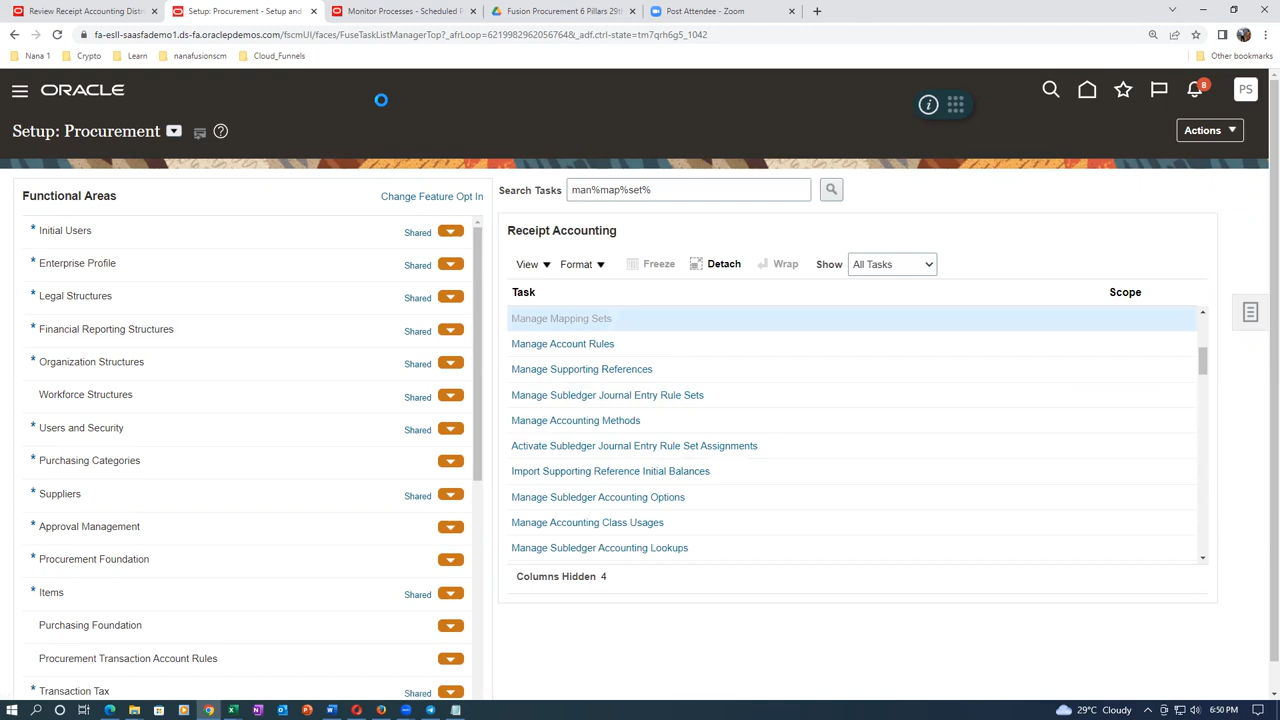 Review Receipt Accounting Distri
Setup: Procurement - Setup and
Monitor Processes - Scheduled P
Fusion Procurement 6 Pillars 29th
Post Attendee - Zoom
fa-esll-saasfademo1.ds-fa.oraclepdemos.com/fscmUI/faces/FuseTaskListManagerTop?_afrLoop=6219982962056764&_adf.ctrl-state=tm7qrh6g5_1042
Nana 1
Crypto
Learn
nanafusionscm
Cloud_Funnels
Other bookmarks
ORACLE
8
PS
Setup: Procurement
Actions
Functional Areas
Change Feature Opt In
Search Tasks
man%map%set%
* Initial Users Shared
* Enterprise Profile Shared
* Legal Structures Shared
* Financial Reporting Structures Shared
* Organization Structures Shared
Workforce Structures Shared
* Users and Security Shared
* Purchasing Categories
* Suppliers Shared
* Approval Management
* Procurement Foundation
* Items Shared
Purchasing Foundation
Procurement Transaction Account Rules
* Transaction Tax Shared
Receipt Accounting
View
Format
Freeze
Detach
Wrap
Show
All Tasks
Task
Scope
Manage Mapping Sets
Manage Account Rules
Manage Supporting References
Manage Subledger Journal Entry Rule Sets
Manage Accounting Methods
Activate Subledger Journal Entry Rule Set Assignments
Import Supporting Reference Initial Balances
Manage Subledger Accounting Options
Manage Accounting Class Usages
Manage Subledger Accounting Lookups
Columns Hidden 4
29°C Cloudy
6:50 PM